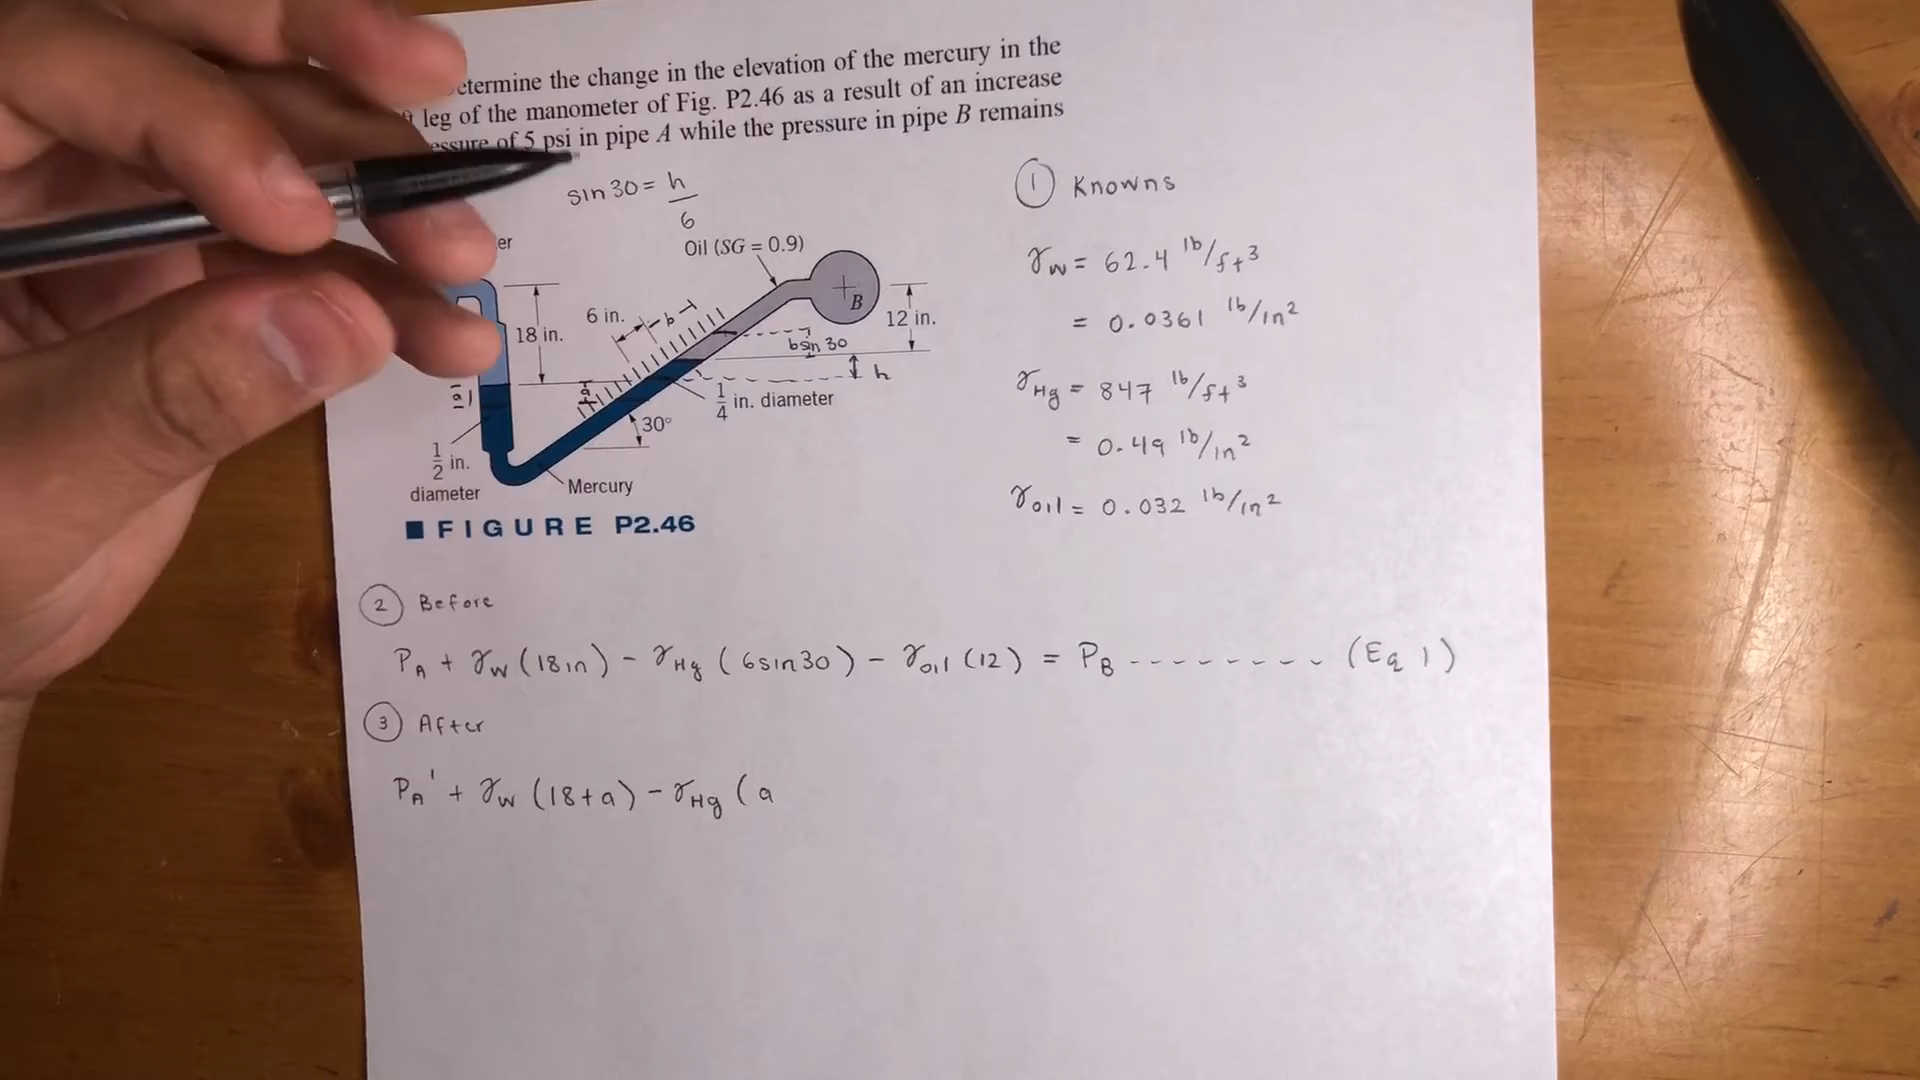 etermine the change in the elevation of the mercury in the
leg of the manometer of Fig. P2.46 as a result of an increase
essure of 5 psi in pipe A while the pressure in pipe B remains
sin 30 = h
6
er
Oil (SG = 0.9)
B
18 in.
6 in.
b
12 in.
b sin 30
h
a
a
1/4 in. diameter
30°
1/2 in.
diameter
Mercury
■ FIGURE P2.46
① Knowns
γw = 62.4 lb/ft³
= 0.0361 lb/in²
γHg = 847 lb/ft³
= 0.49 lb/in²
γoil = 0.032 lb/in²
② Before
PA + γw (18in) - γHg (6sin30) - γoil (12) = PB -------- (Eq 1)
③ After
PA' + γw (18+a) - γHg (a